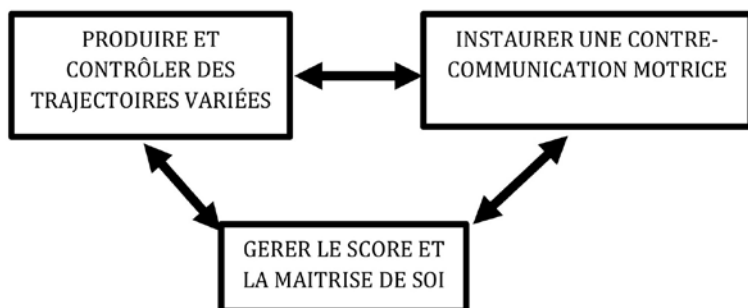 PRODUIRE ET
CONTRÔLER DES
TRAJECTOIRES VARIÉES
INSTAURER UNE CONTRE-
COMMUNICATION MOTRICE
GERER LE SCORE ET
LA MAITRISE DE SOI